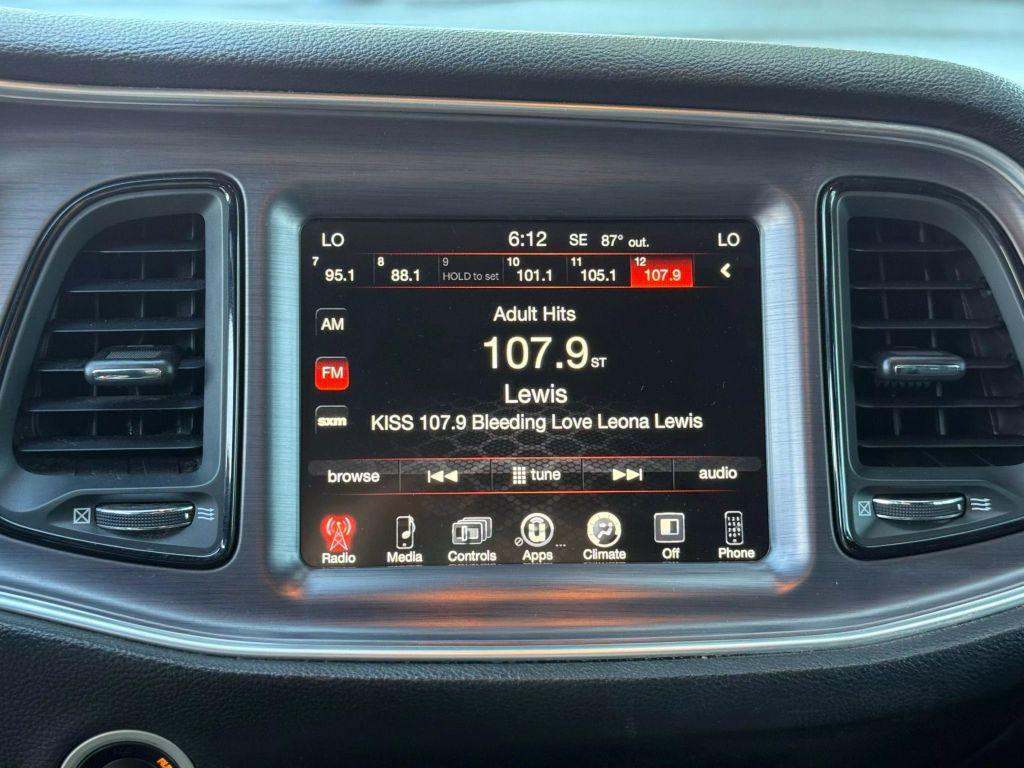 LO 6:12 SE 87° out. LO
7 95.1 8 88.1 9 HOLD to set 10 101.1 11 105.1 12 107.9
Adult Hits
AM
107.9 ST
FM
Lewis
sxm
KISS 107.9 Bleeding Love Leona Lewis
browse tune audio
Radio Media Controls Apps ... Climate Off Phone